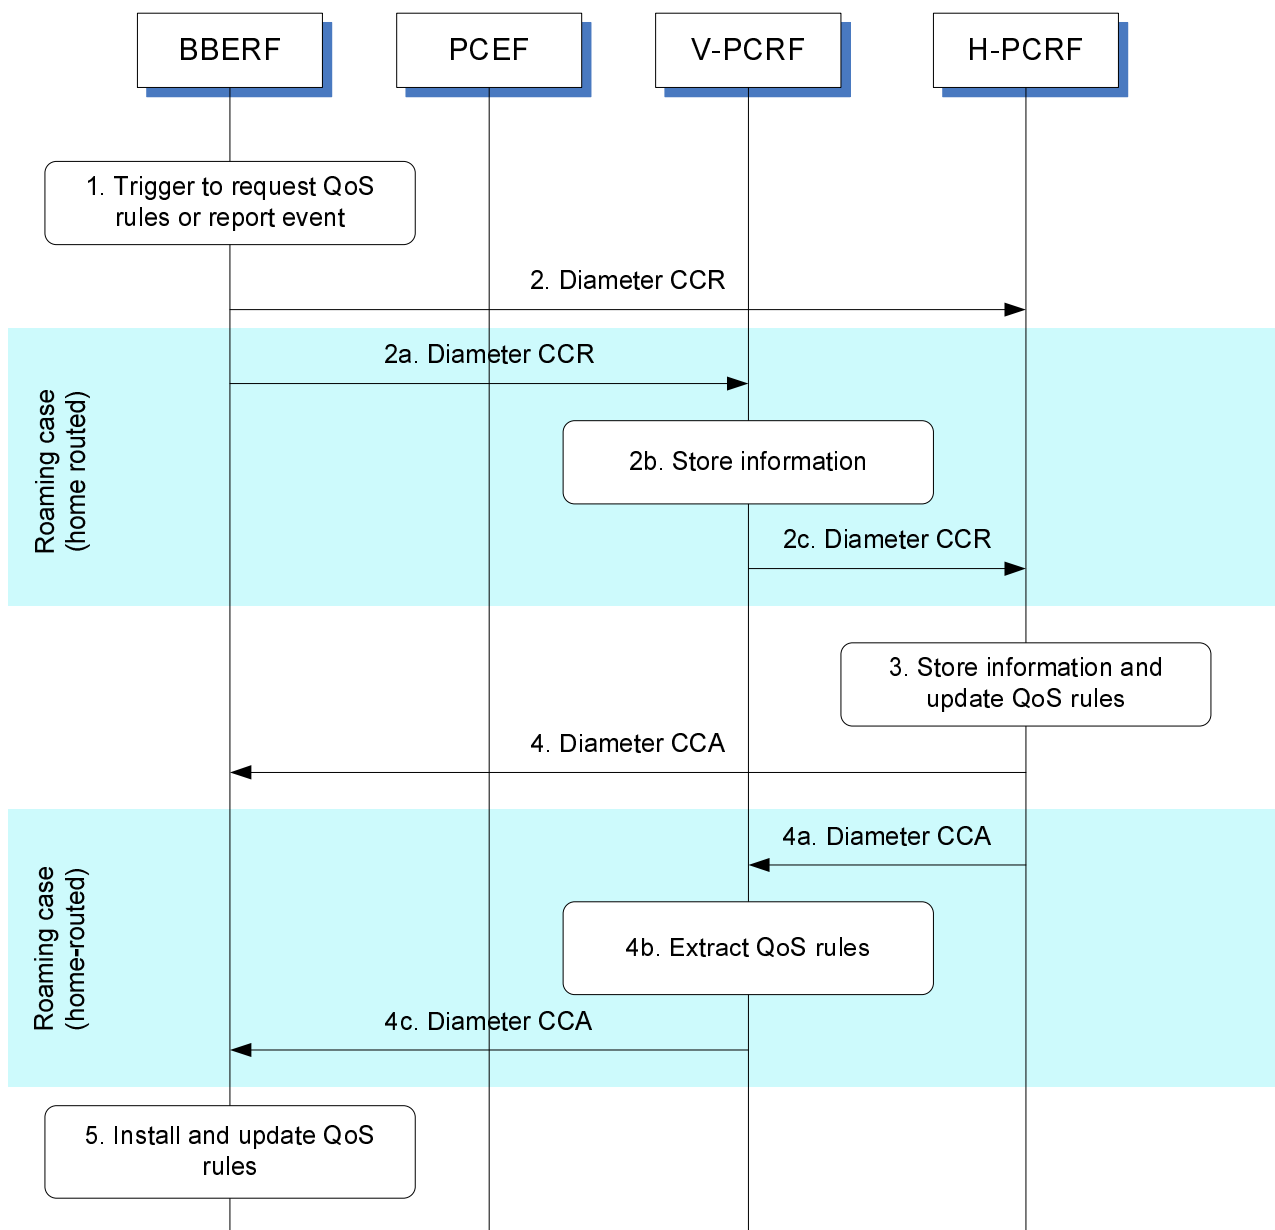 BBERF
PCEF
V-PCRF
H-PCRF
1. Trigger to request QoS
rules or report event
2. Diameter CCR
Roaming case
(home routed)
2a. Diameter CCR
2b. Store information
2c. Diameter CCR
3. Store information and
update QoS rules
4. Diameter CCA
Roaming case
(home-routed)
4a. Diameter CCA
4b. Extract QoS rules
4c. Diameter CCA
5. Install and update QoS
rules